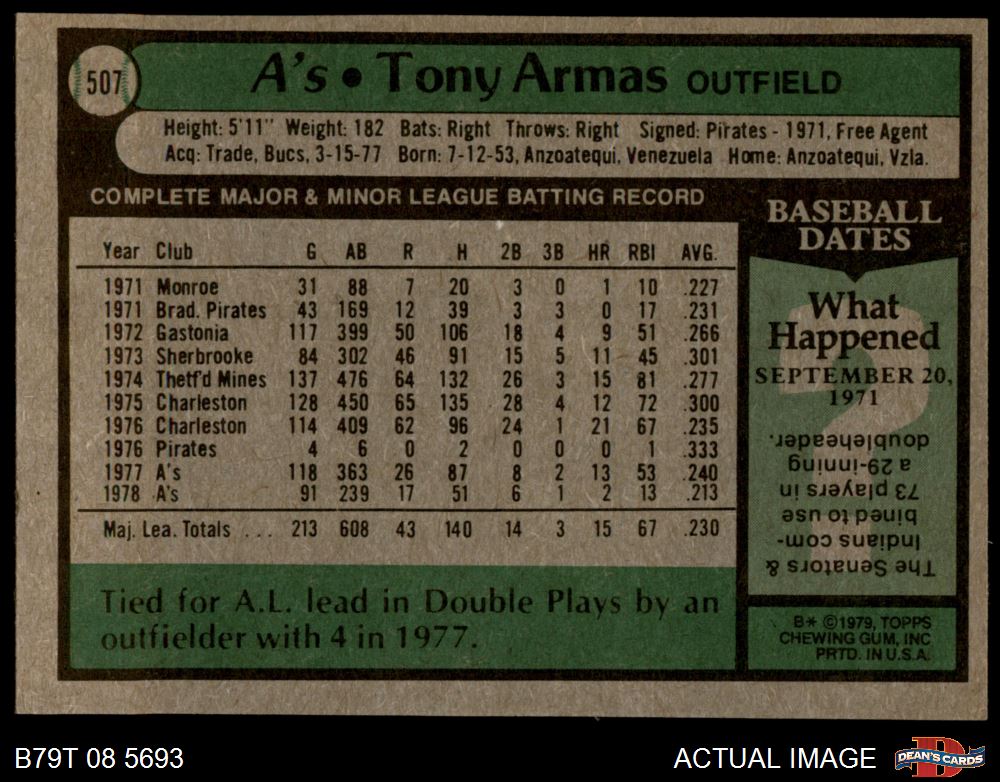 507
A's • Tony Armas OUTFIELD
Height: 5'11" Weight: 182 Bats: Right Throws: Right Signed: Pirates - 1971, Free Agent
Acq: Trade, Bucs, 3-15-77 Born: 7-12-53, Anzoatequi, Venezuela Home: Anzoatequi, Vzla.
COMPLETE MAJOR & MINOR LEAGUE BATTING RECORD
Year Club G AB R H 2B 3B HR RBI AVG.
1971 Monroe 31 88 7 20 3 0 1 10 .227
1971 Brad. Pirates 43 169 12 39 3 3 0 17 .231
1972 Gastonia 117 399 50 106 18 4 9 51 .266
1973 Sherbrooke 84 302 46 91 15 5 11 45 .301
1974 Thetf'd Mines 137 476 64 132 26 3 15 81 .277
1975 Charleston 128 450 65 135 28 4 12 72 .300
1976 Charleston 114 409 62 96 24 1 21 67 .235
1976 Pirates 4 6 0 2 0 0 0 1 .333
1977 A's 118 363 26 87 8 2 13 53 .240
1978 A's 91 239 17 51 6 1 2 13 .213
Maj. Lea. Totals ... 213 608 43 140 14 3 15 67 .230
Tied for A.L. lead in Double Plays by an
outfielder with 4 in 1977.
BASEBALL
DATES
What
Happened
SEPTEMBER 20,
1971
The Senators &
Indians com-
bined to use
73 players in
a 29-inning
doubleheader.
B* ©1979, TOPPS
CHEWING GUM, INC
PRTD. IN U.S.A.
B79T 08 5693
ACTUAL IMAGE
D
DEAN'S CARDS